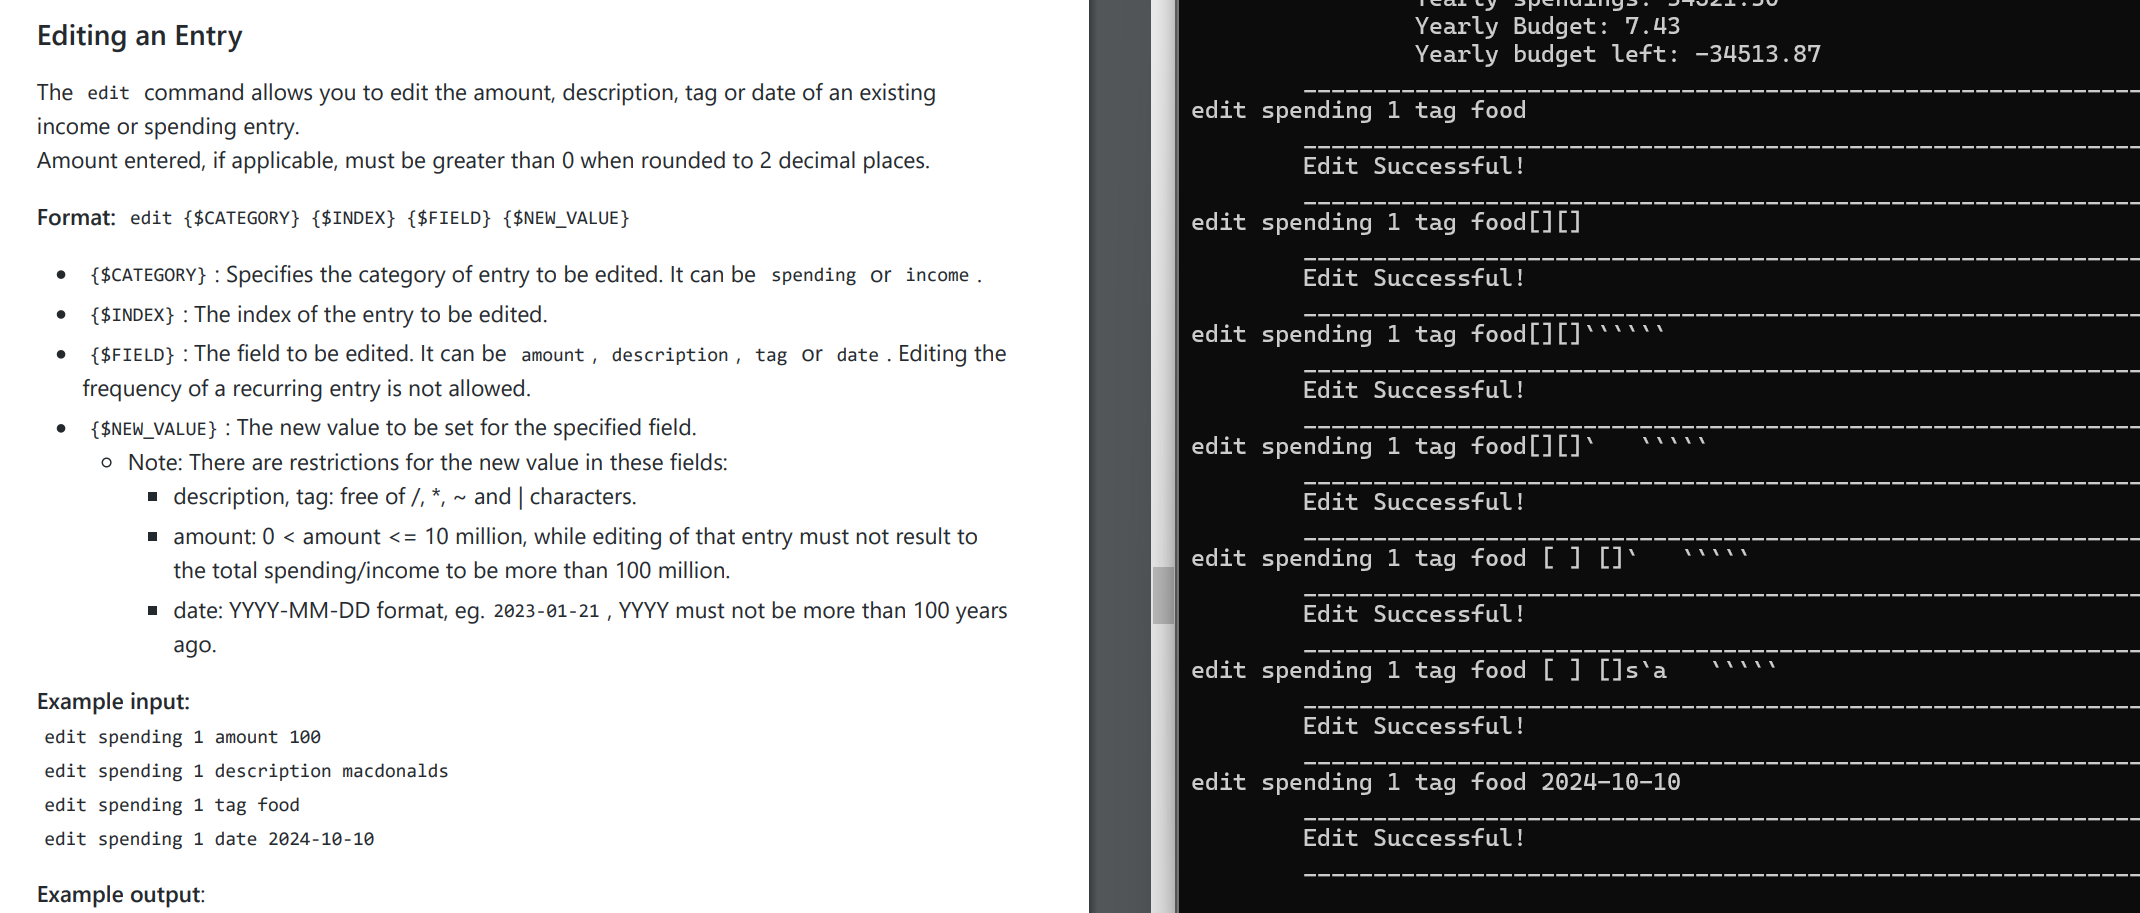 Editing an Entry
The edit command allows you to edit the amount, description, tag or date of an existing
income or spending entry.
Amount entered, if applicable, must be greater than 0 when rounded to 2 decimal places.
Format: edit {$CATEGORY} {$INDEX} {$FIELD} {$NEW_VALUE}
{$CATEGORY} : Specifies the category of entry to be edited. It can be spending or income .
{$INDEX} : The index of the entry to be edited.
{$FIELD} : The field to be edited. It can be amount , description , tag or date . Editing the
frequency of a recurring entry is not allowed.
{$NEW_VALUE} : The new value to be set for the specified field.
Note: There are restrictions for the new value in these fields:
description, tag: free of /, *, ~ and | characters.
amount: 0 < amount <= 10 million, while editing of that entry must not result to
the total spending/income to be more than 100 million.
date: YYYY-MM-DD format, eg. 2023-01-21 , YYYY must not be more than 100 years
ago.
Example input:
edit spending 1 amount 100
edit spending 1 description macdonalds
edit spending 1 tag food
edit spending 1 date 2024-10-10
Example output:
Yearly spendings: 34521.30
Yearly Budget: 7.43
Yearly budget left: -34513.87
edit spending 1 tag food
Edit Successful!
edit spending 1 tag food[][]
Edit Successful!
edit spending 1 tag food[][]``````
Edit Successful!
edit spending 1 tag food[][]`   `````
Edit Successful!
edit spending 1 tag food [ ] []`   `````
Edit Successful!
edit spending 1 tag food [ ] []s`a   `````
Edit Successful!
edit spending 1 tag food 2024-10-10
Edit Successful!